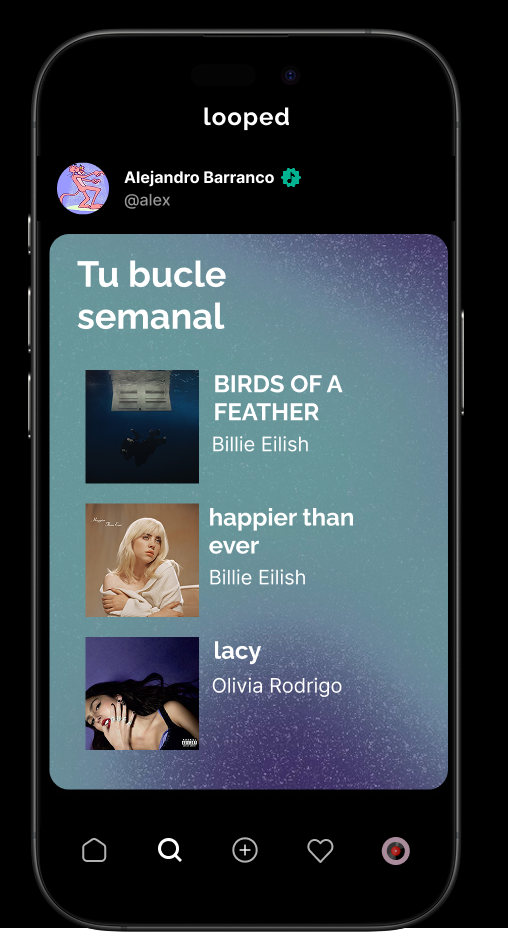 looped
Alejandro Barranco
@alex
Tu bucle
semanal
BIRDS OF A
FEATHER
Billie Eilish
happier than
ever
Billie Eilish
lacy
Olivia Rodrigo